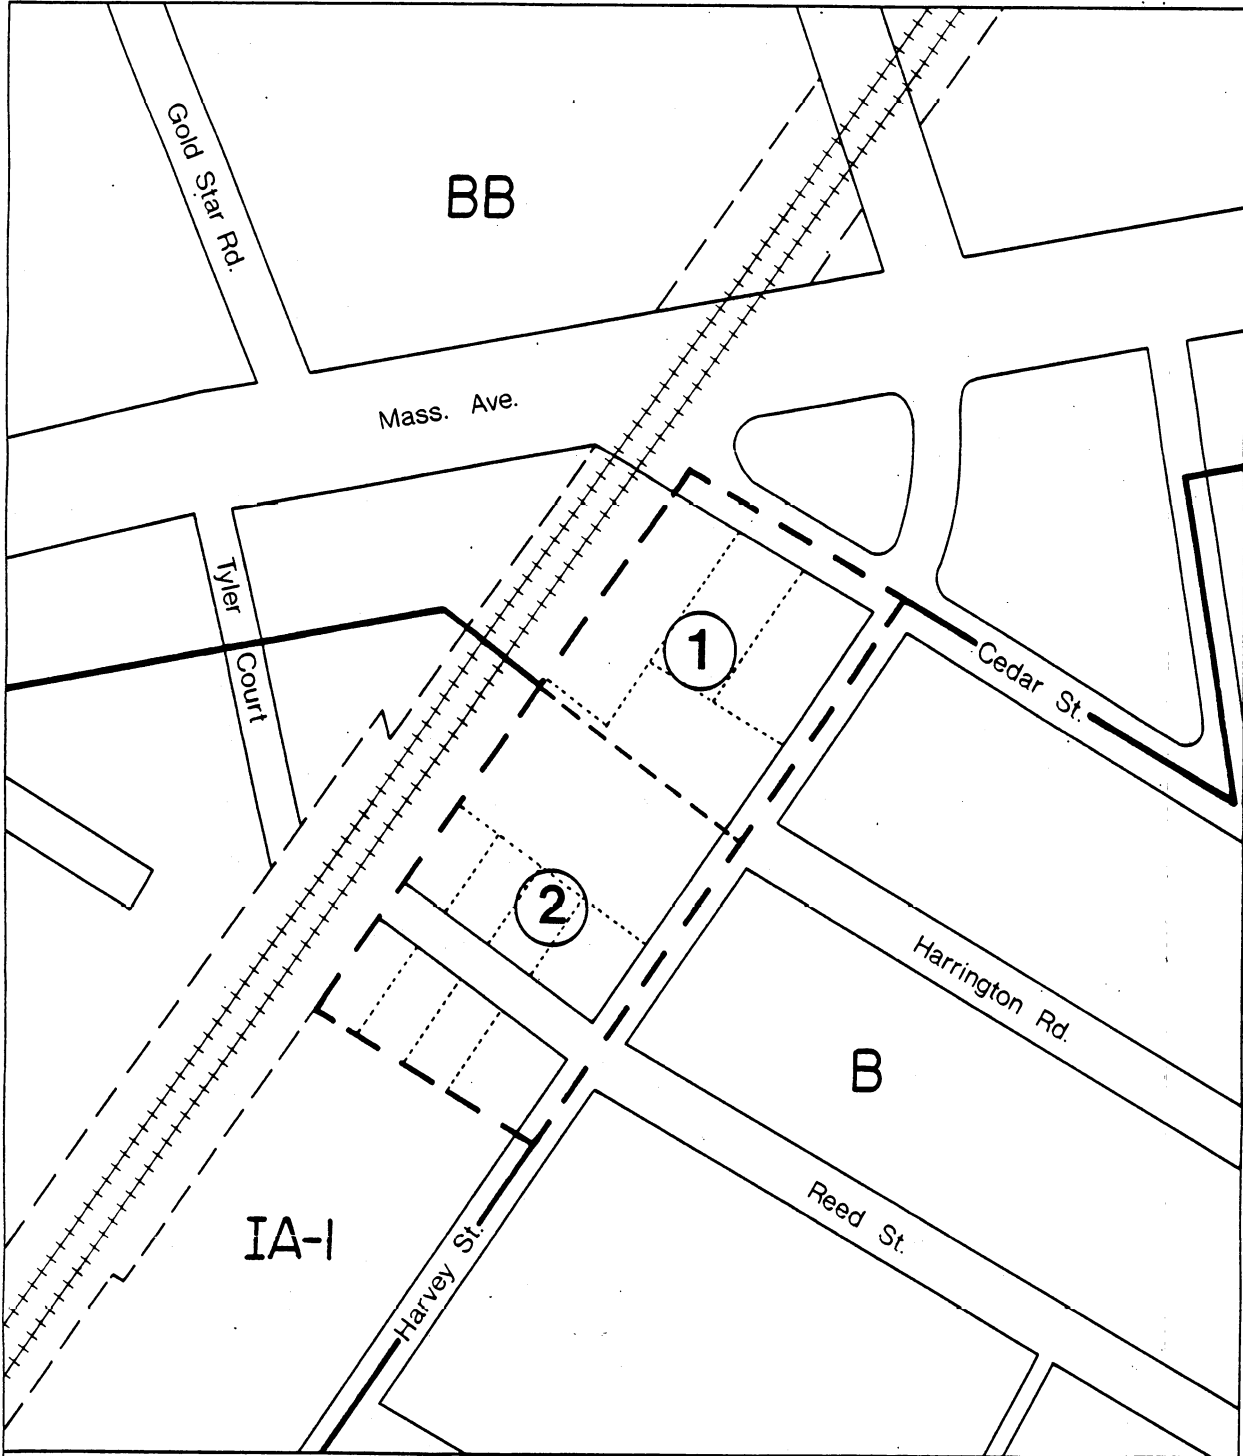 Gold Star Rd.
BB
Mass. Ave.
Tyler Court
1
Cedar St.
2
Harrington Rd.
B
Reed St.
IA-1
Harvey St.